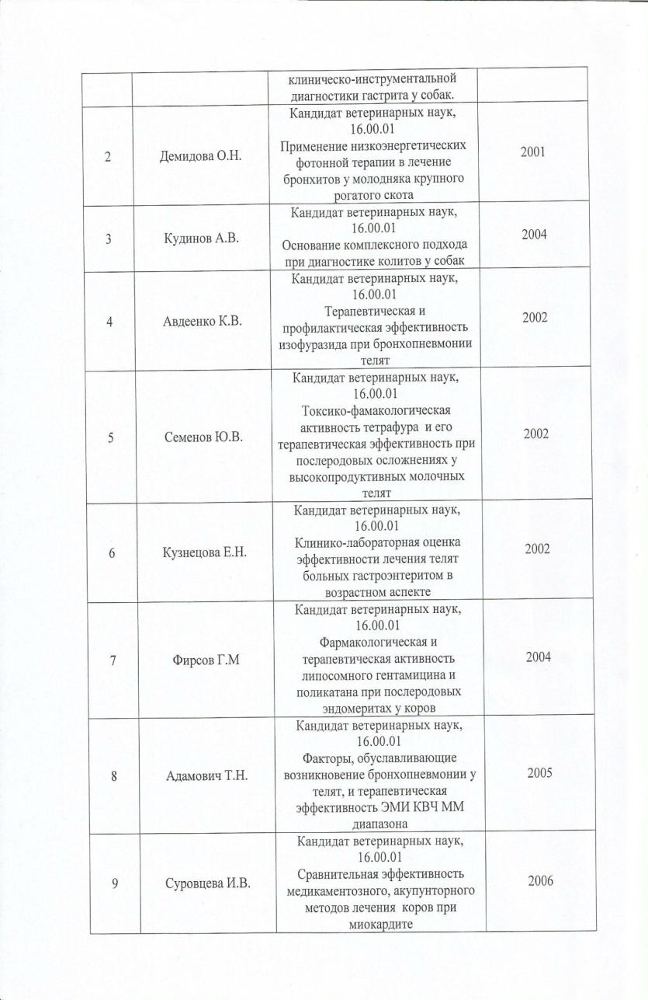 клиническо-инструментальной
диагностики гастрита у собак.
2
Демидова О.Н.
Кандидат ветеринарных наук,
16.00.01
Применение низкоэнергетических
фотонной терапии в лечение
бронхитов у молодняка крупного
рогатого скота
2001
3
Кудинов А.В.
Кандидат ветеринарных наук,
16.00.01
Основание комплексного подхода
при диагностике колитов у собак
2004
4
Авдеенко К.В.
Кандидат ветеринарных наук,
16.00.01
Терапевтическая и
профилактическая эффективность
изофуразида при бронхопневмонии
телят
2002
5
Семенов Ю.В.
Кандидат ветеринарных наук,
16.00.01
Токсико-фамакологическая
активность тетрафура и его
терапевтическая эффективность при
послеродовых осложнениях у
высокопродуктивных молочных
телят
2002
6
Кузнецова Е.Н.
Кандидат ветеринарных наук,
16.00.01
Клинико-лабораторная оценка
эффективности лечения телят
больных гастроэнтеритом в
возрастном аспекте
2002
7
Фирсов Г.М
Кандидат ветеринарных наук,
16.00.01
Фармакологическая и
терапевтическая активность
липосомного гентамицина и
поликатана при послеродовых
эндомеритах у коров
2004
8
Адамович Т.Н.
Кандидат ветеринарных наук,
16.00.01
Факторы, обуславливающие
возникновение бронхопневмонии у
телят, и терапевтическая
эффективность ЭМИ КВЧ ММ
диапазона
2005
9
Суровцева И.В.
Кандидат ветеринарных наук,
16.00.01
Сравнительная эффективность
медикаментозного, акупунторного
методов лечения коров при
миокардите
2006